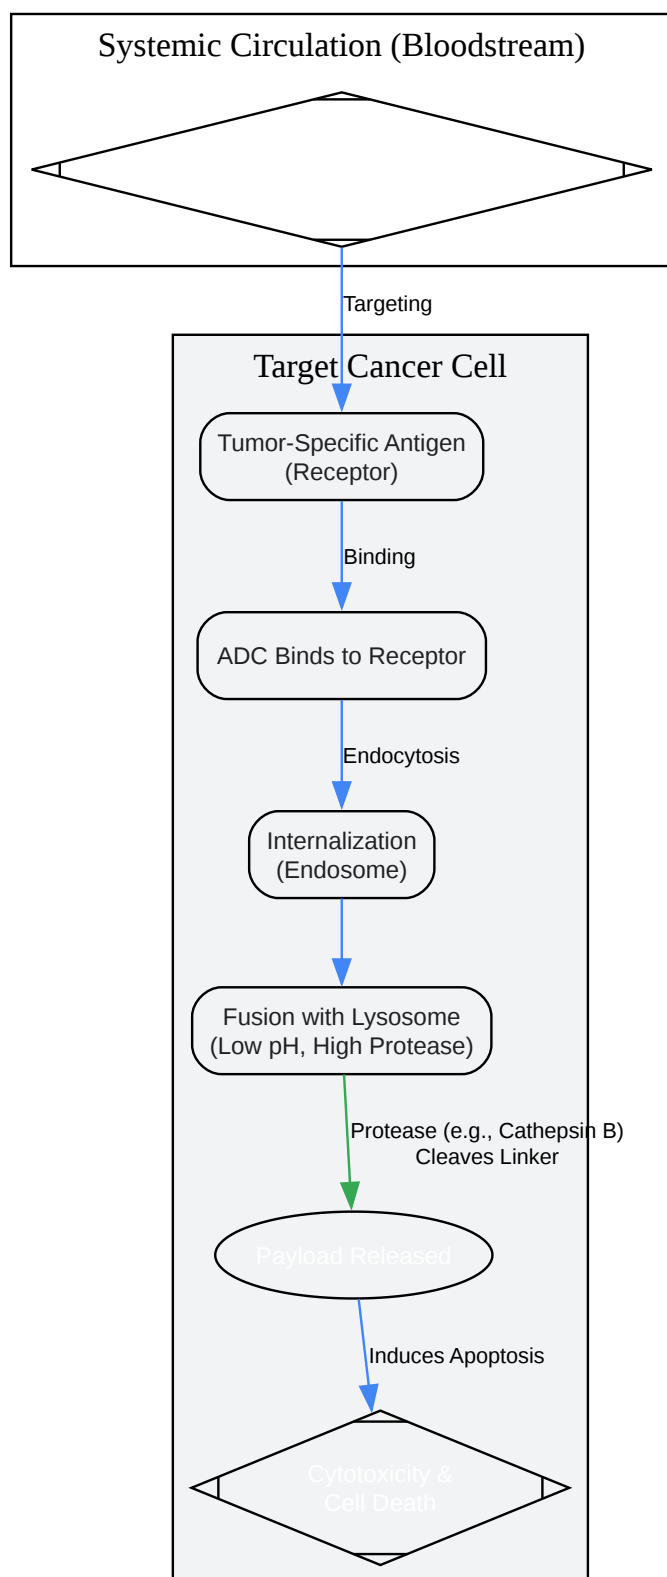 Systemic Circulation (Bloodstream)
Targeting
Target Cancer Cell
Tumor-Specific Antigen
(Receptor)
Binding
ADC Binds to Receptor
Endocytosis
Internalization
(Endosome)
Fusion with Lysosome
(Low pH, High Protease)
Protease (e.g., Cathepsin B)
Cleaves Linker
Payload Released
Induces Apoptosis
Cytotoxicity &
Cell Death